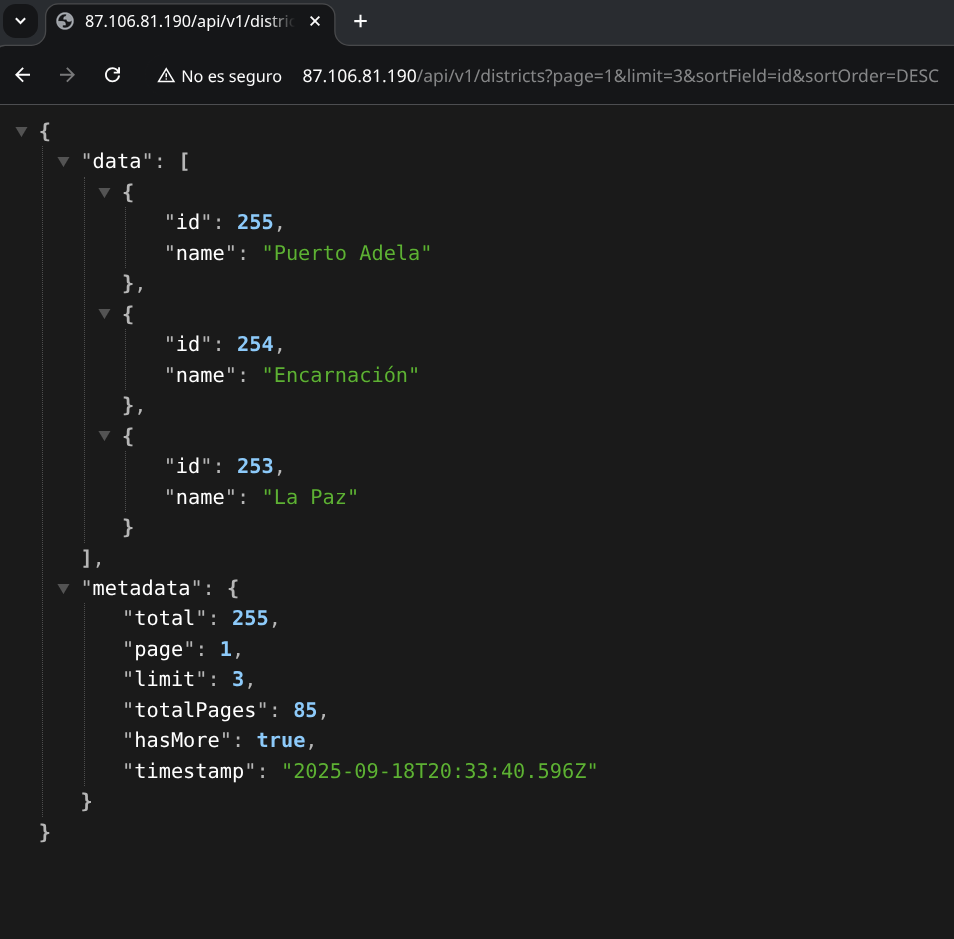 87.106.81.190/api/v1/distric
No es seguro 87.106.81.190/api/v1/districts?page=1&limit=3&sortField=id&sortOrder=DESC
{
"data": [
{
"id": 255,
"name": "Puerto Adela"
},
{
"id": 254,
"name": "Encarnación"
},
{
"id": 253,
"name": "La Paz"
}
],
"metadata": {
"total": 255,
"page": 1,
"limit": 3,
"totalPages": 85,
"hasMore": true,
"timestamp": "2025-09-18T20:33:40.596Z"
}
}